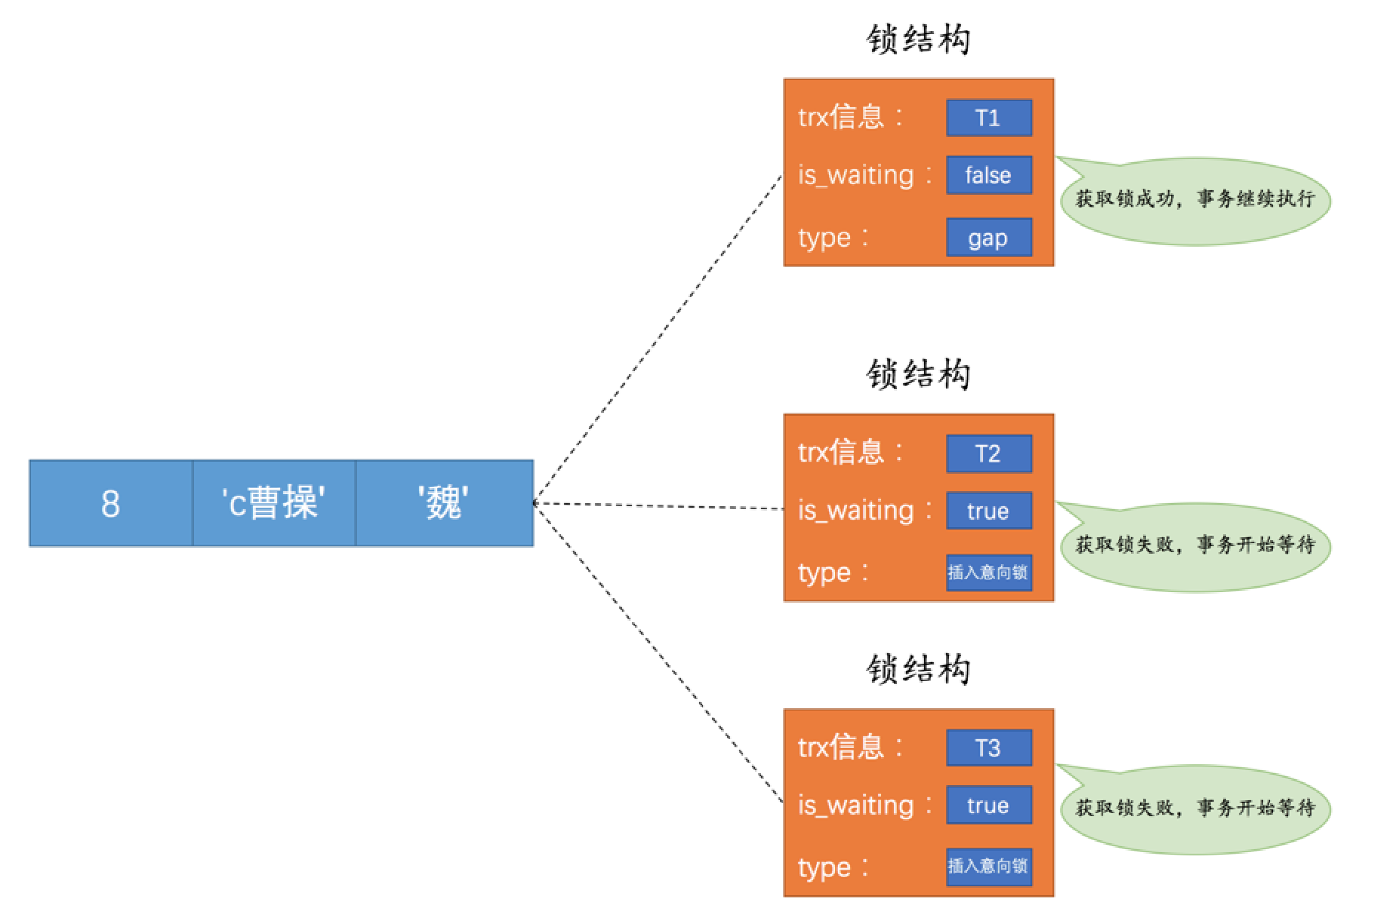 锁结构
trx信息： T1
is_waiting： false
type： gap
获取锁成功，事务继续执行
锁结构
trx信息： T2
is_waiting： true
type： 插入意向锁
获取锁失败，事务开始等待
8 'c曹操' '魏'
锁结构
trx信息： T3
is_waiting： true
type： 插入意向锁
获取锁失败，事务开始等待